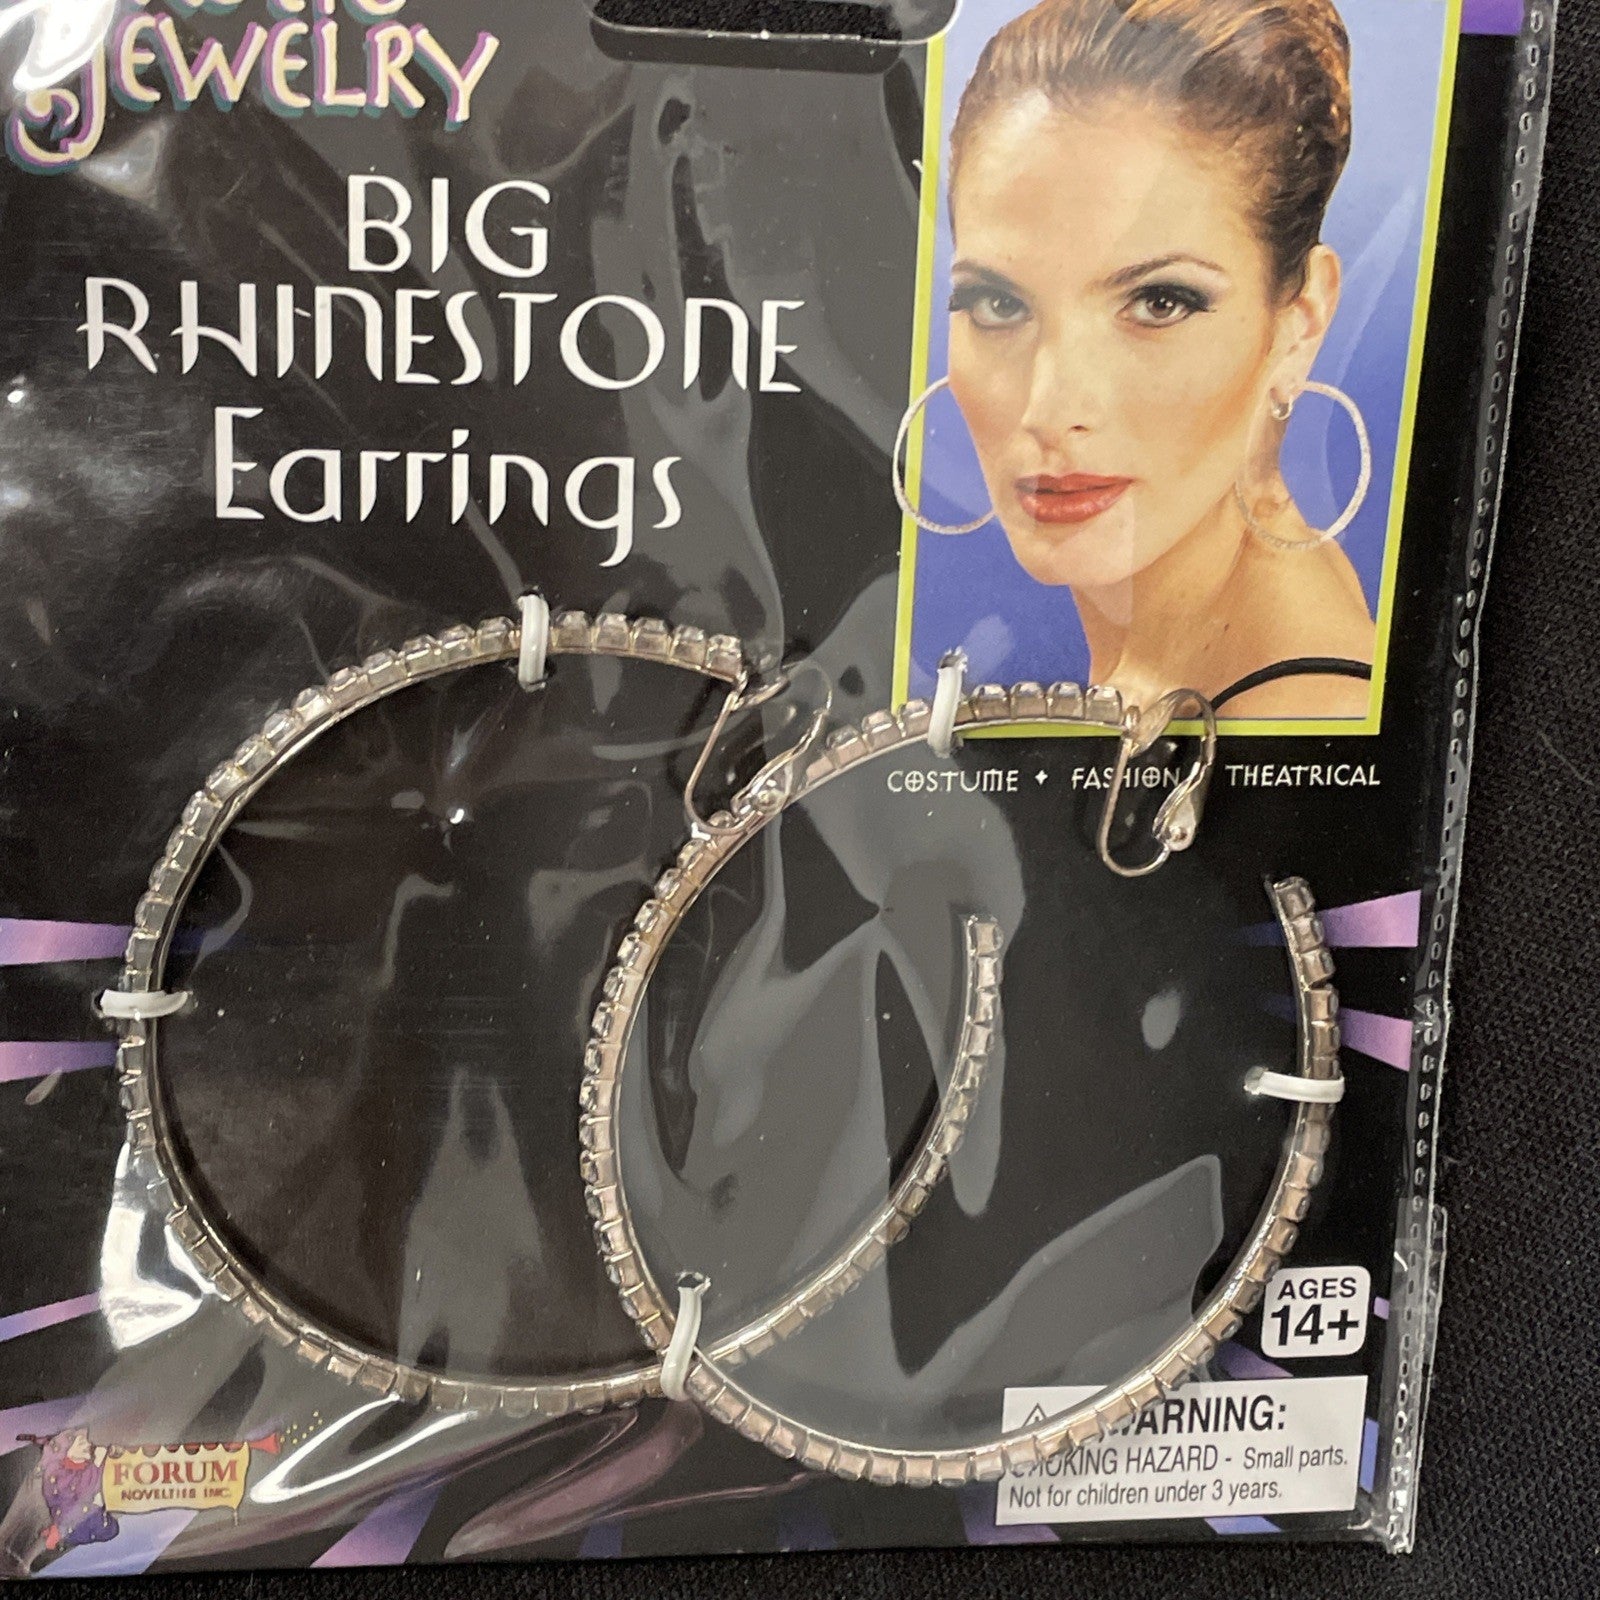 JEWELRY
BIG
RHINESTONE
Earrings
COSTUME ✦ FASHION THEATRICAL
AGES
14+
WARNING:
CHOKING HAZARD - Small parts.
Not for children under 3 years.
FORUM
NOVELTIES INC.